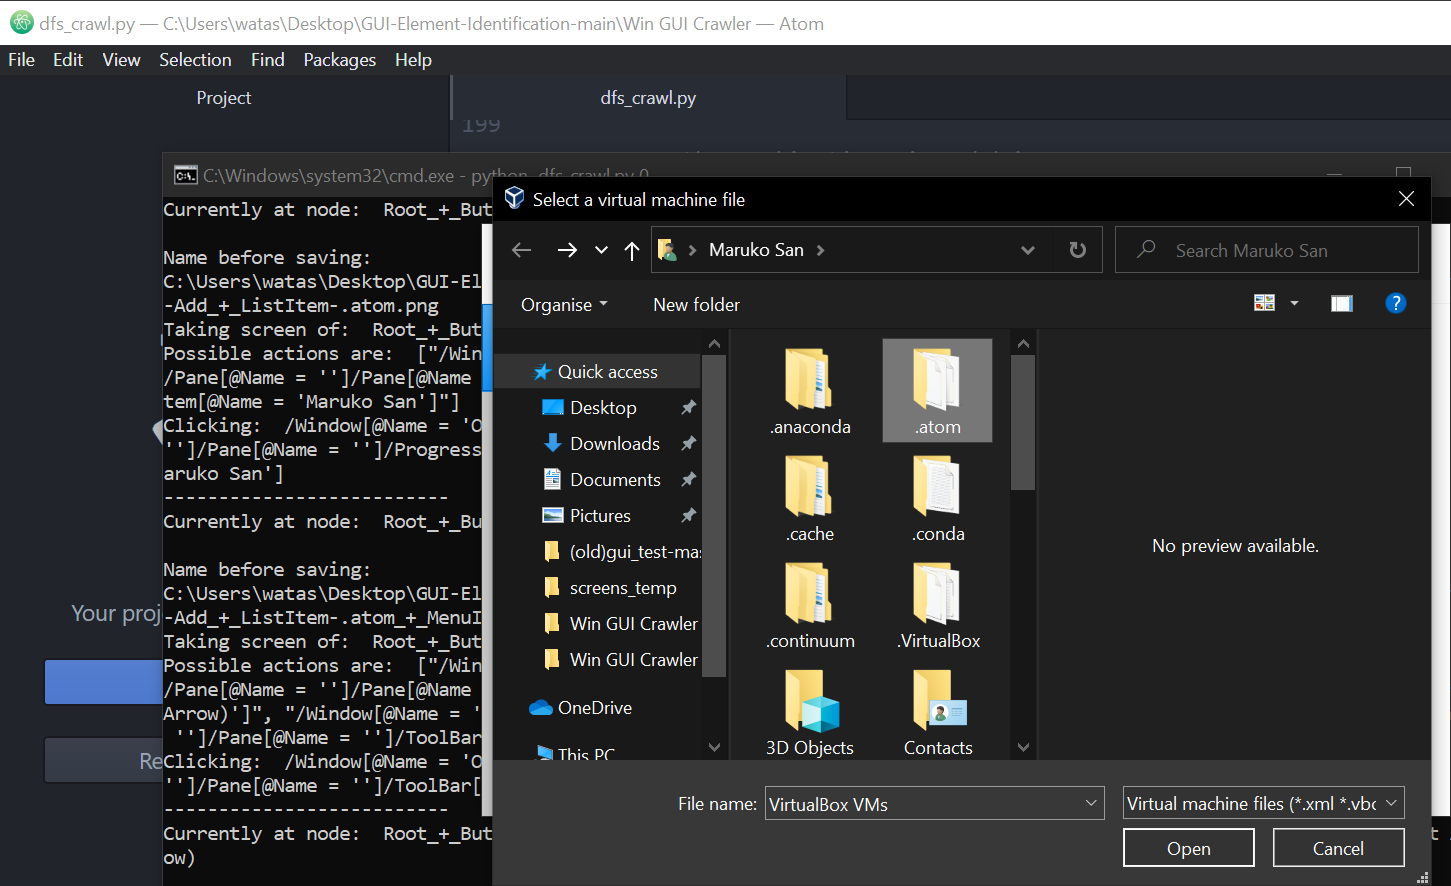 dfs_crawl.py — C:\Users\watas\Desktop\GUI-Element-Identification-main\Win GUI Crawler — Atom
File Edit View Selection Find Packages Help
Project
dfs_crawl.py
199
C:\Windows\system32\cmd.exe - python dfs_crawl.py 0
Currently at node:  Root_+_But
Name before saving:
C:\Users\watas\Desktop\GUI-El
-Add_+_ListItem-.atom.png
Taking screen of:  Root_+_But
Possible actions are:  ["/Win
/Pane[@Name = '']/Pane[@Name
tem[@Name = 'Maruko San']"]
Clicking:  /Window[@Name = 'O
'']/Pane[@Name = '']/Progress
aruko San']
--------------------------
Currently at node:  Root_+_Bu
Name before saving:
C:\Users\watas\Desktop\GUI-El
-Add_+_ListItem-.atom_+_MenuI
Taking screen of:  Root_+_But
Possible actions are:  ["/Win
/Pane[@Name = '']/Pane[@Name
Arrow)']", "/Window[@Name = '
'']/Pane[@Name = '']/ToolBar
Clicking:  /Window[@Name = 'O
'']/Pane[@Name = '']/ToolBar[
--------------------------
Currently at node:  Root_+_But
ow)
Your proj
Re
Select a virtual machine file
Maruko San
Search Maruko San
Organise
New folder
Quick access
Desktop
Downloads
Documents
Pictures
(old)gui_test-mas
screens_temp
Win GUI Crawler
Win GUI Crawler
OneDrive
This PC
.anaconda
.atom
.cache
.conda
.continuum
.VirtualBox
3D Objects
Contacts
No preview available.
File name: VirtualBox VMs
Virtual machine files (*.xml *.vbo
Open
Cancel